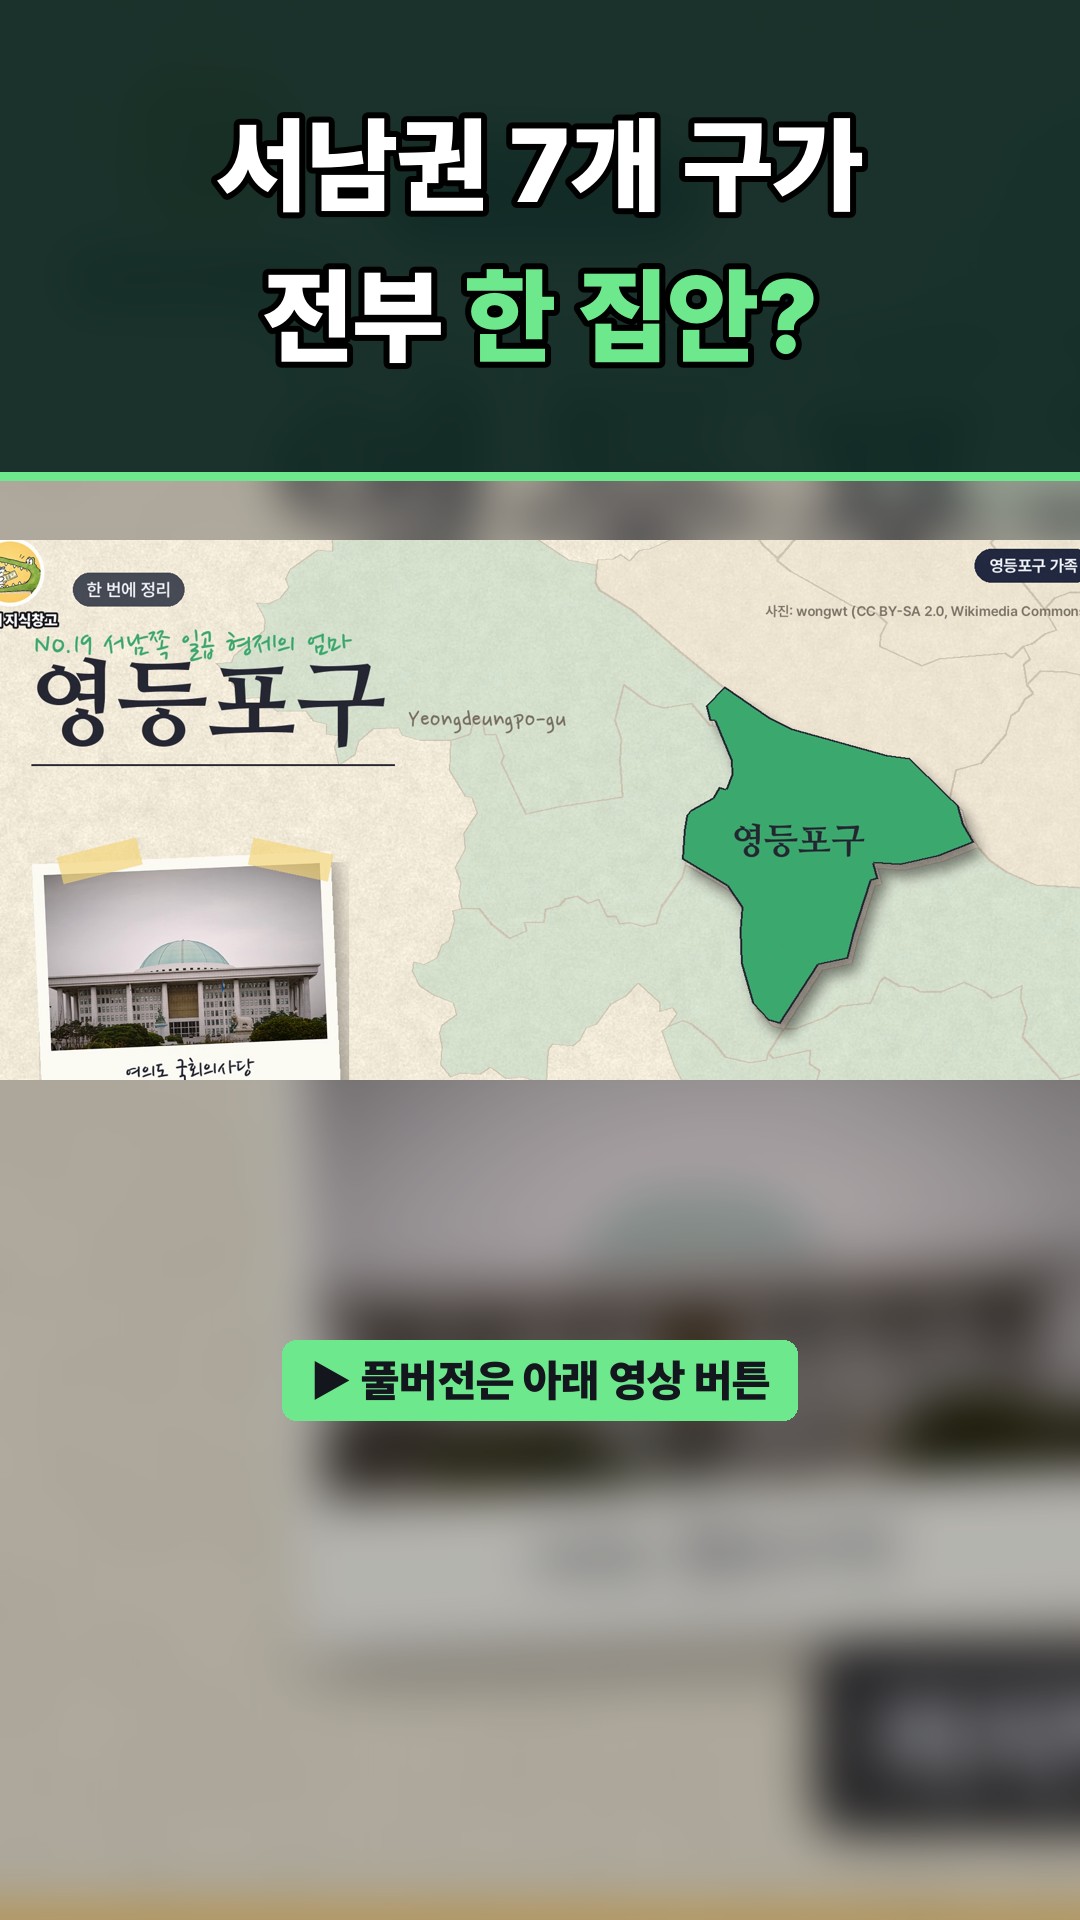 서남권 7개 구가
전부 한 집안?
지식창고
한 번에 정리
영등포구 가족
사진: wongwt (CC BY-SA 2.0, Wikimedia Commons
No.19 서남쪽 일곱 형제의 엄마
영등포구
Yeongdeungpo-gu
영등포구
여의도 국회의사당
▶ 풀버전은 아래 영상 버튼